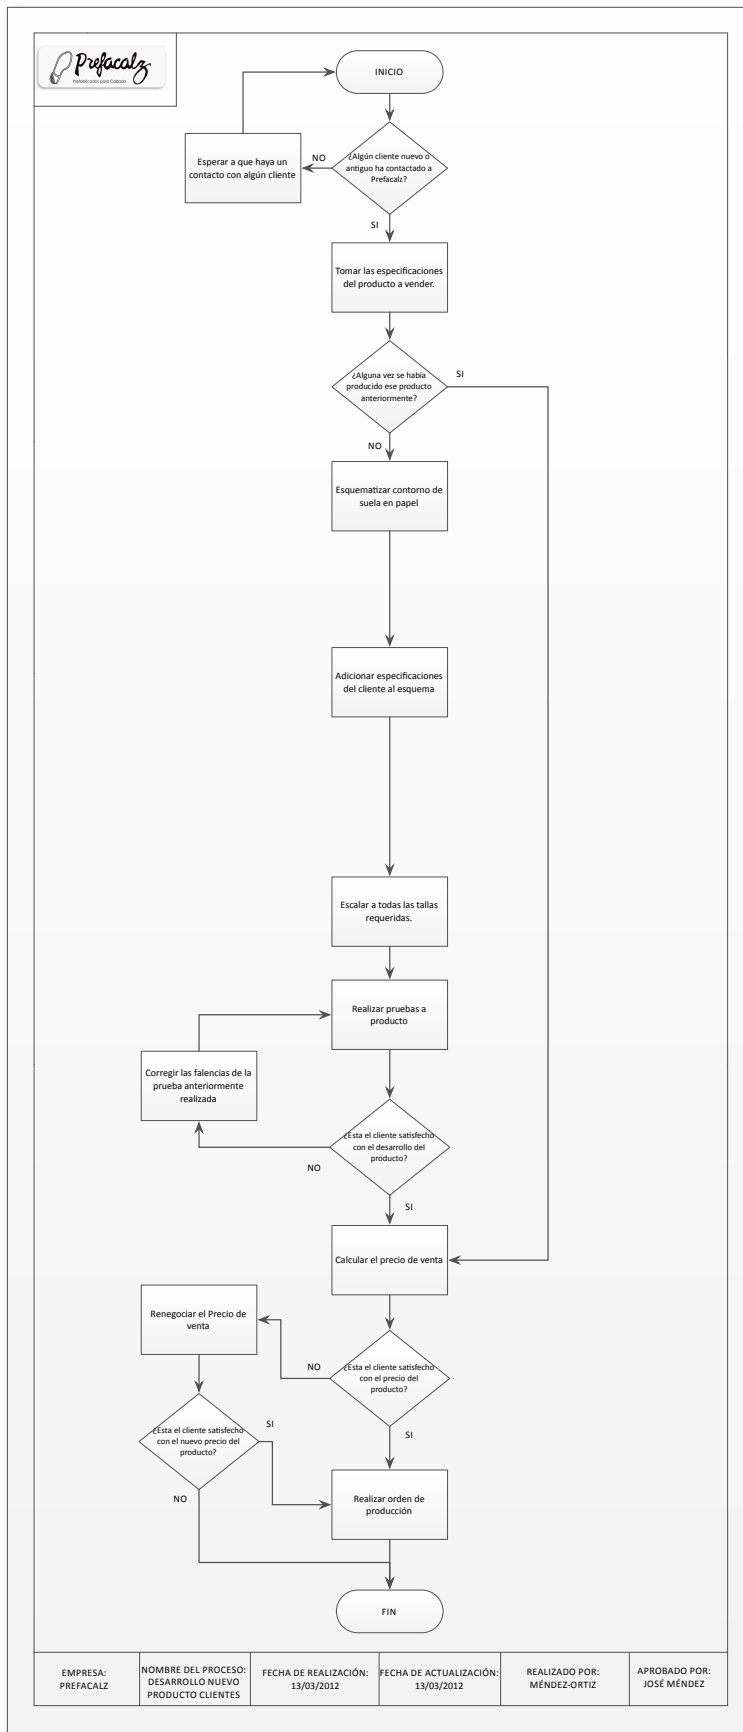 Prefacalz
Prefabricados para Calzado
INICIO
¿Algún cliente nuevo o
antiguo ha contactado a
Prefacalz?
NO
Esperar a que haya un
contacto con algún cliente
SI
Tomar las especificaciones
del producto a vender.
¿Alguna vez se había
producido ese producto
anteriormente?
SI
NO
Esquematizar contorno de
suela en papel
Adicionar especificaciones
del cliente al esquema
Escalar a todas las tallas
requeridas.
Realizar pruebas a
producto
Corregir las falencias de la
prueba anteriormente
realizada
¿Esta el cliente satisfecho
con el desarrollo del
producto?
NO
SI
Calcular el precio de venta
Renegociar el Precio de
venta
¿Esta el cliente satisfecho
con el precio del
producto?
NO
SI
¿Esta el cliente satisfecho
con el nuevo precio del
producto?
SI
NO
Realizar orden de
producción
FIN
EMPRESA:
PREFACALZ
NOMBRE DEL PROCESO:
DESARROLLO NUEVO
PRODUCTO CLIENTES
FECHA DE REALIZACIÓN:
13/03/2012
FECHA DE ACTUALIZACIÓN:
13/03/2012
REALIZADO POR:
MÉNDEZ-ORTIZ
APROBADO POR:
JOSÉ MÉNDEZ